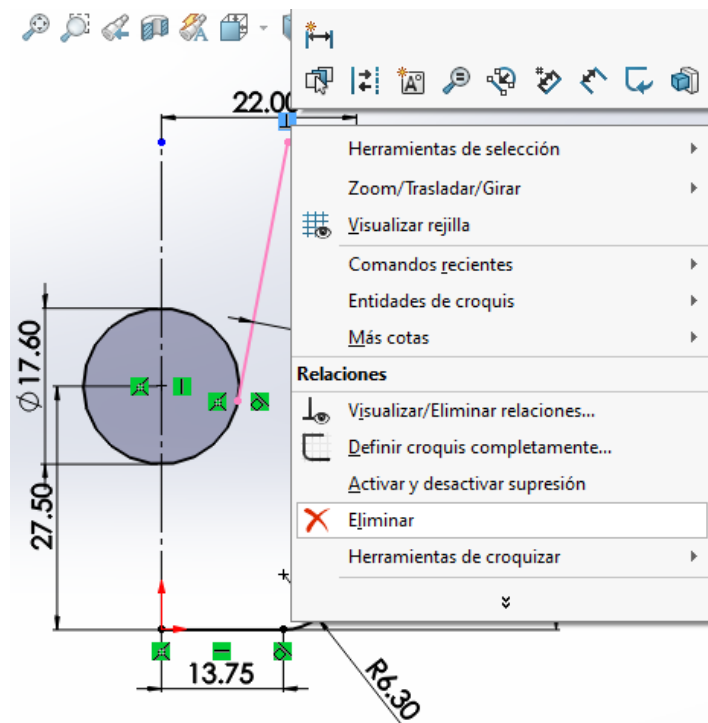 22.00
Herramientas de selección
Zoom/Trasladar/Girar
Visualizar rejilla
Comandos recientes
Entidades de croquis
Más cotas
Relaciones
Visualizar/Eliminar relaciones...
Definir croquis completamente...
Activar y desactivar supresión
Eliminar
Herramientas de croquizar
∅17.60
27.50
13.75
R6.30